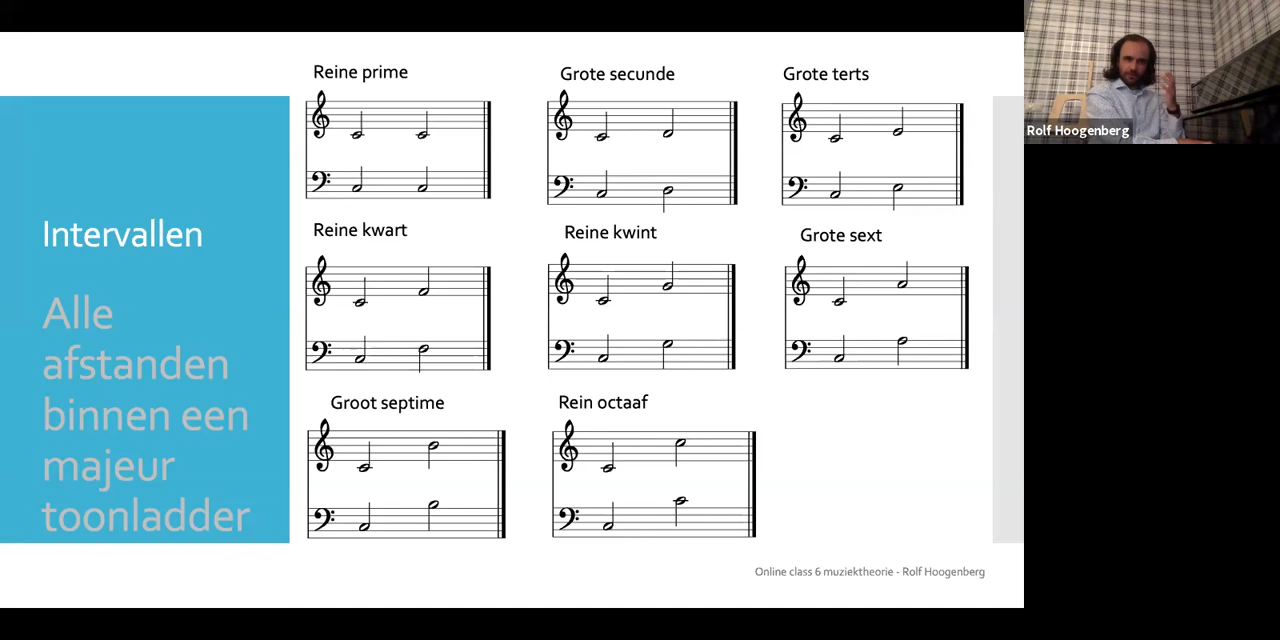 Reine prime
Grote secunde
Grote terts
Rolf Hoogenberg
Intervallen
Alle
afstanden
binnen een
majeur
toonladder
Reine kwart
Reine kwint
Grote sext
Groot septime
Rein octaaf
Online class 6 muziektheorie - Rolf Hoogenberg